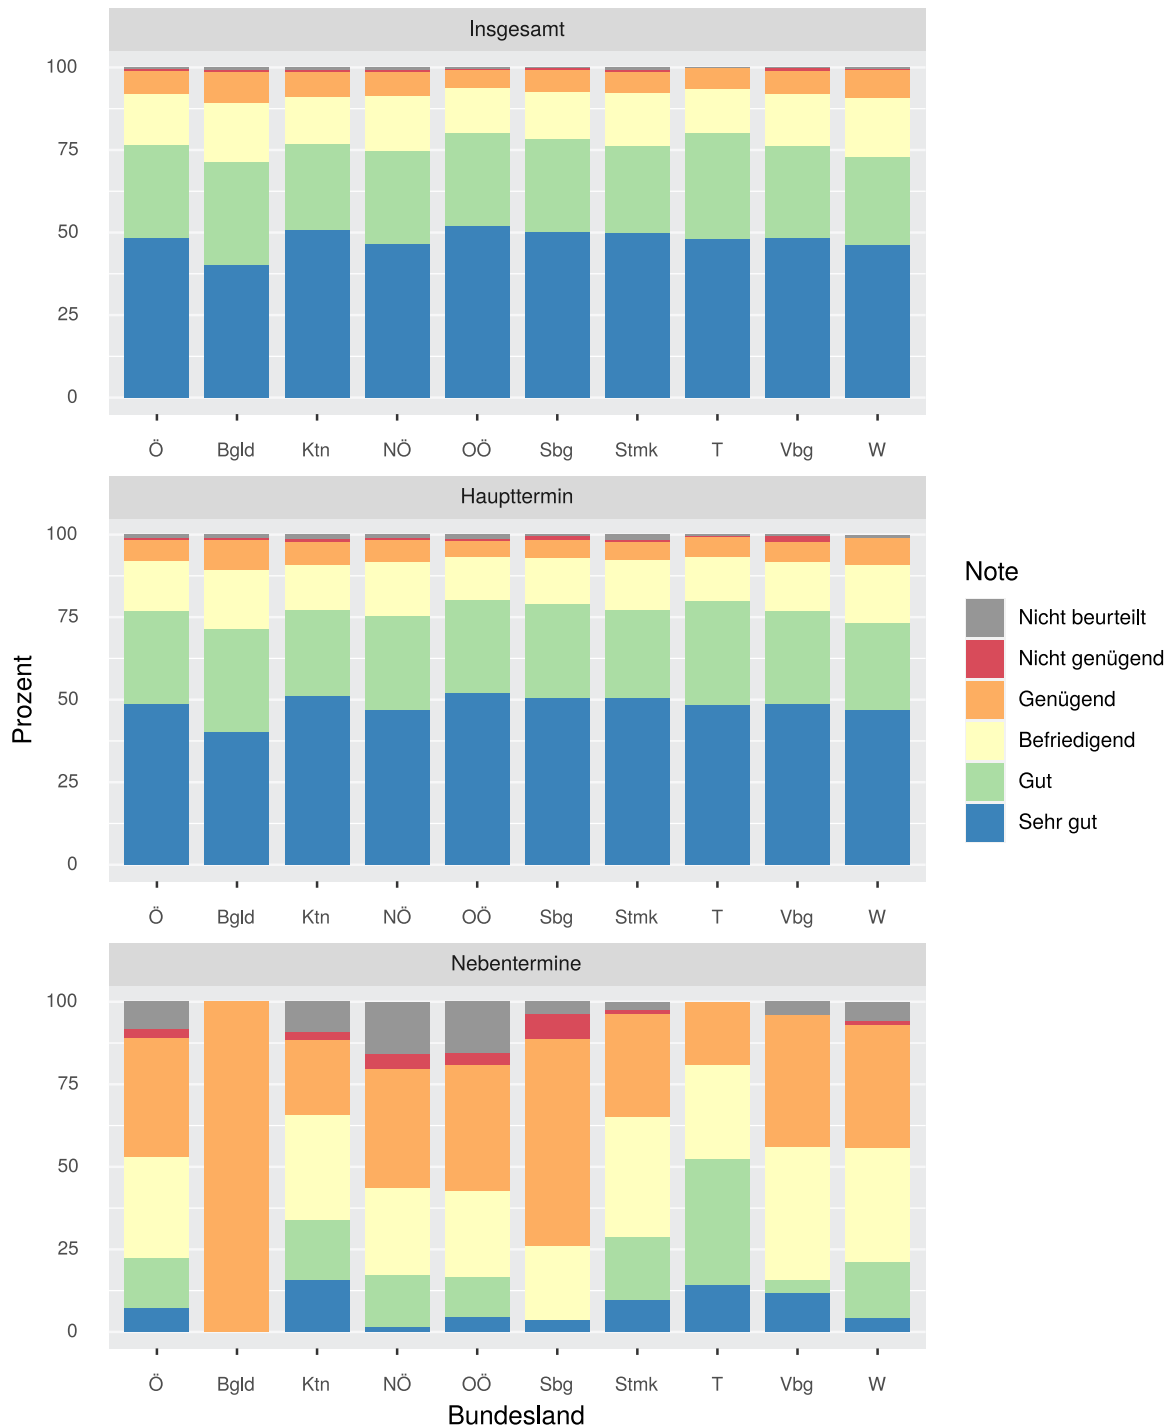 Insgesamt
100
75
50
25
0
Ö Bgld Ktn NÖ OÖ Sbg Stmk T Vbg W
Haupttermin
100
75
50
25
0
Ö Bgld Ktn NÖ OÖ Sbg Stmk T Vbg W
Nebentermine
100
75
50
25
0
Ö Bgld Ktn NÖ OÖ Sbg Stmk T Vbg W
Bundesland
Prozent
Note
Nicht beurteilt
Nicht genügend
Genügend
Befriedigend
Gut
Sehr gut